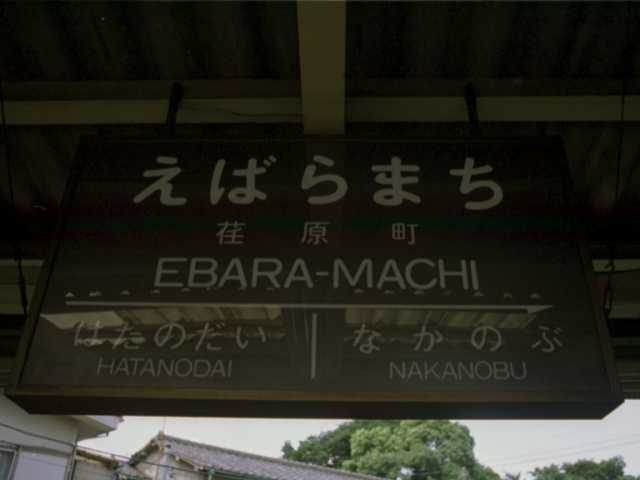 えばらまち
荏原町
EBARA-MACHI
はたのだい なかのぶ
HATANODAI NAKANOBU